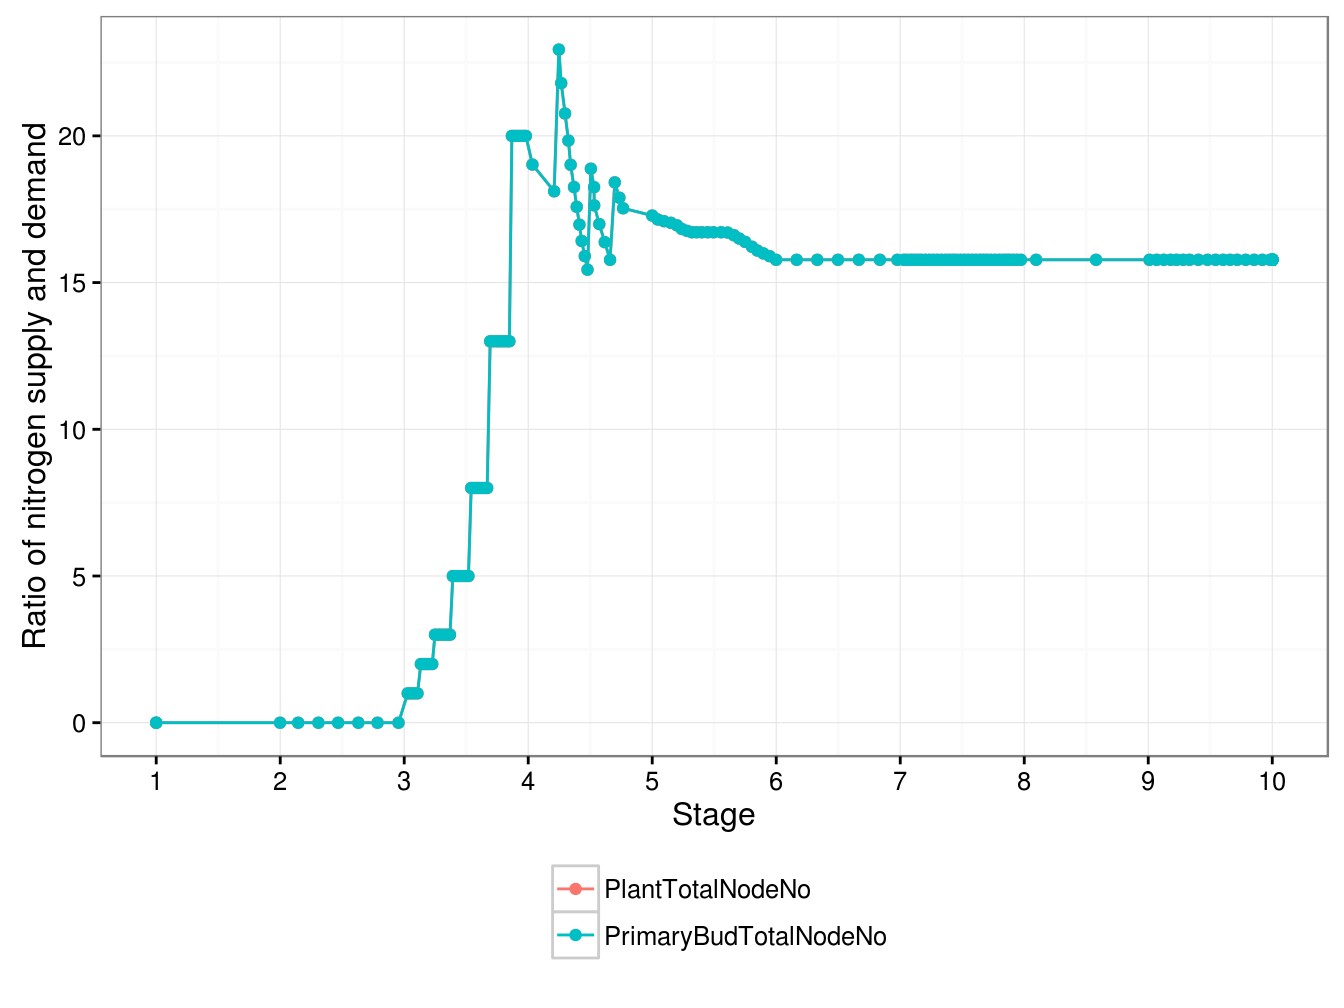 Ratio of nitrogen supply and demand
20
15
10
5
0
1 2 3 4 5 6 7 8 9 10
Stage
PlantTotalNodeNo
PrimaryBudTotalNodeNo